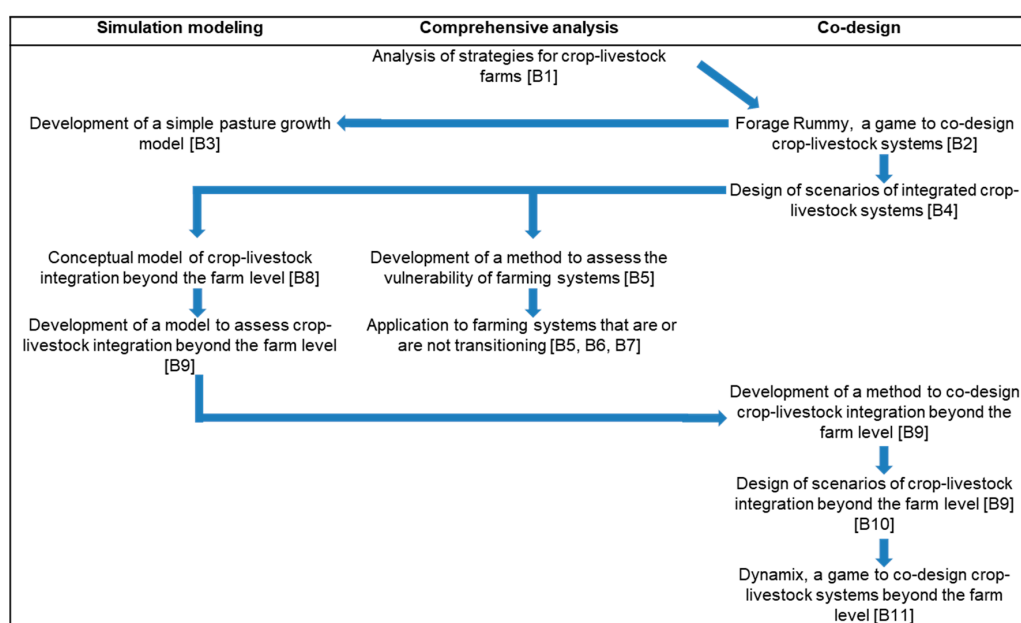 Simulation modeling
Comprehensive analysis
Co-design
Analysis of strategies for crop-livestock
farms [B1]
Development of a simple pasture growth
model [B3]
Forage Rummy, a game to co-design
crop-livestock systems [B2]
Design of scenarios of integrated crop-
livestock systems [B4]
Conceptual model of crop-livestock
integration beyond the farm level [B8]
Development of a method to assess the
vulnerability of farming systems [B5]
Development of a model to assess crop-
livestock integration beyond the farm level
[B9]
Application to farming systems that are or
are not transitioning [B5, B6, B7]
Development of a method to co-design
crop-livestock integration beyond the
farm level [B9]
Design of scenarios of crop-livestock
integration beyond the farm level [B9]
[B10]
Dynamix, a game to co-design crop-
livestock systems beyond the farm
level [B11]